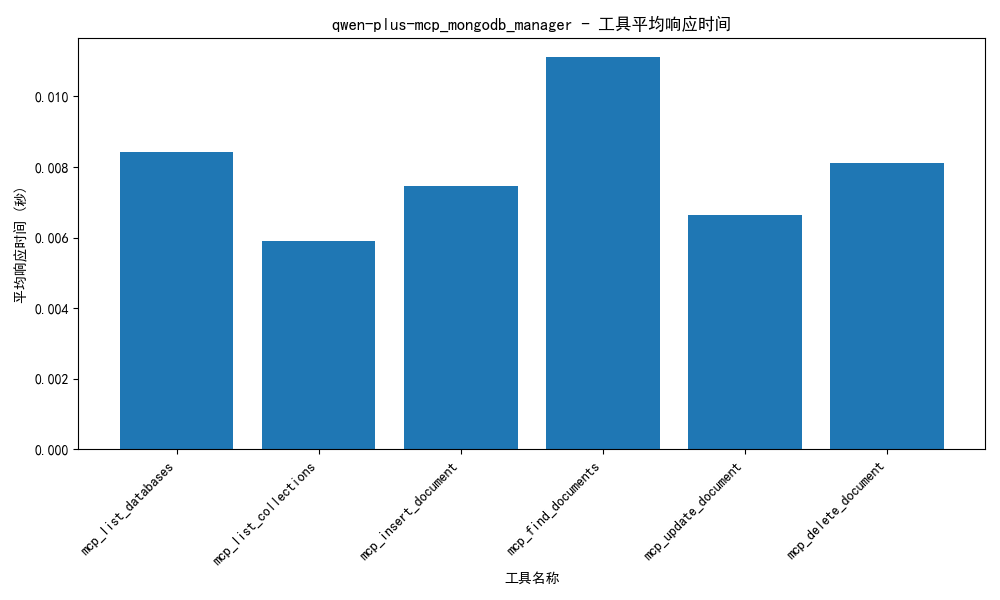 qwen-plus-mcp_mongodb_manager - 工具平均响应时间
平均响应时间 (秒)
0.010
0.008
0.006
0.004
0.002
0.000
mcp_list_databases
mcp_list_collections
mcp_insert_document
mcp_find_documents
mcp_update_document
mcp_delete_document
工具名称